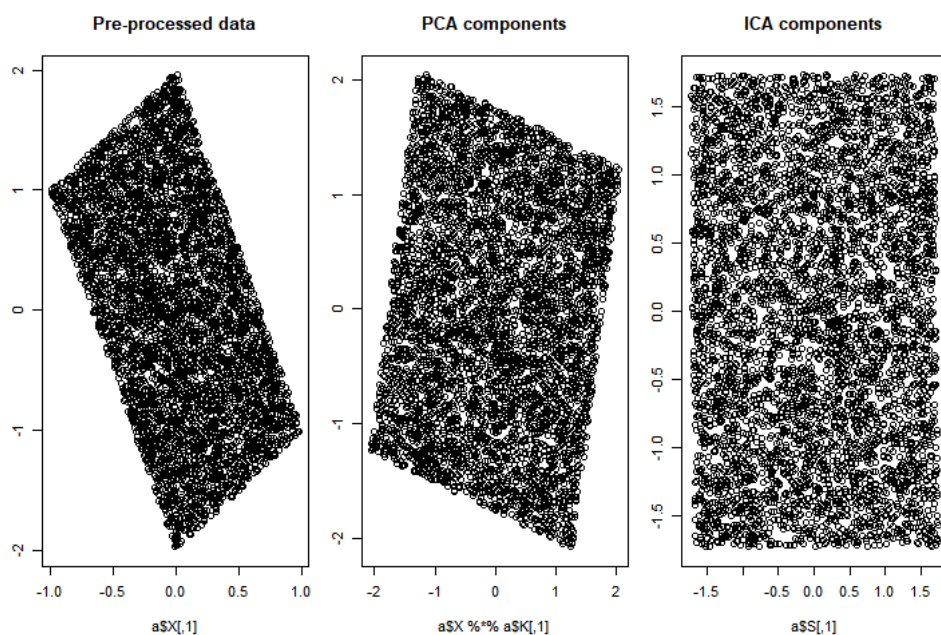 Pre-processed data
PCA components
ICA components
2
1
0
-1
-2
-1.0 -0.5 0.0 0.5 1.0
a$X[,1]
2
1
0
-1
-2
-2 -1 0 1 2
a$X %*% a$K[,1]
1.5
1.0
0.5
0.0
-0.5
-1.0
-1.5
-1.5 -0.5 0.0 0.5 1.0 1.5
a$S[,1]